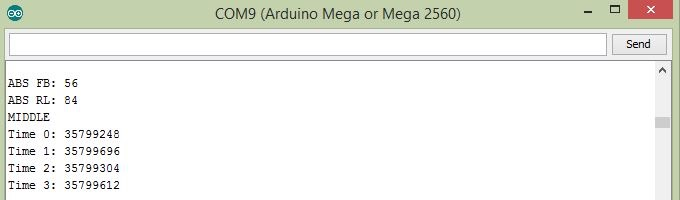 COM9 (Arduino Mega or Mega 2560)
Send
ABS FB: 56
ABS RL: 84
MIDDLE
Time 0: 35799248
Time 1: 35799696
Time 2: 35799304
Time 3: 35799612